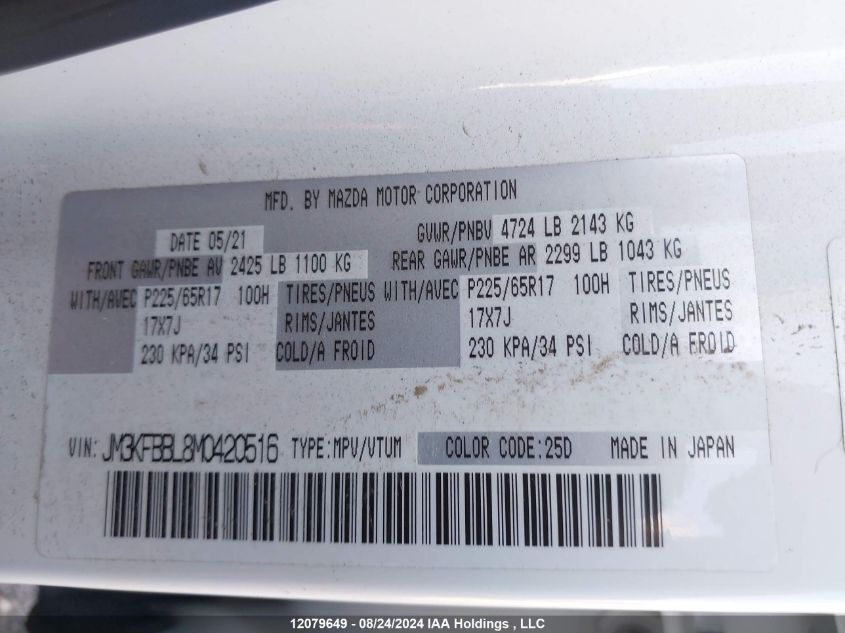 MFD. BY MAZDA MOTOR CORPORATION
DATE 05/21 GVWR/PNBV 4724 LB 2143 KG
FRONT GAWR/PNBE AV 2425 LB 1100 KG REAR GAWR/PNBE AR 2299 LB 1043 KG
WITH/AVEC P225/65R17 100H TIRES/PNEUS WITH/AVEC P225/65R17 100H TIRES/PNEUS
17X7J RIMS/JANTES 17X7J RIMS/JANTES
230 KPA/34 PSI COLD/A FROID 230 KPA/34 PSI COLD/A FROID
VIN: JM3KFBBL8M0420516 TYPE:MPV/VTUM COLOR CODE:25D MADE IN JAPAN
12079649 - 08/24/2024 IAA Holdings , LLC